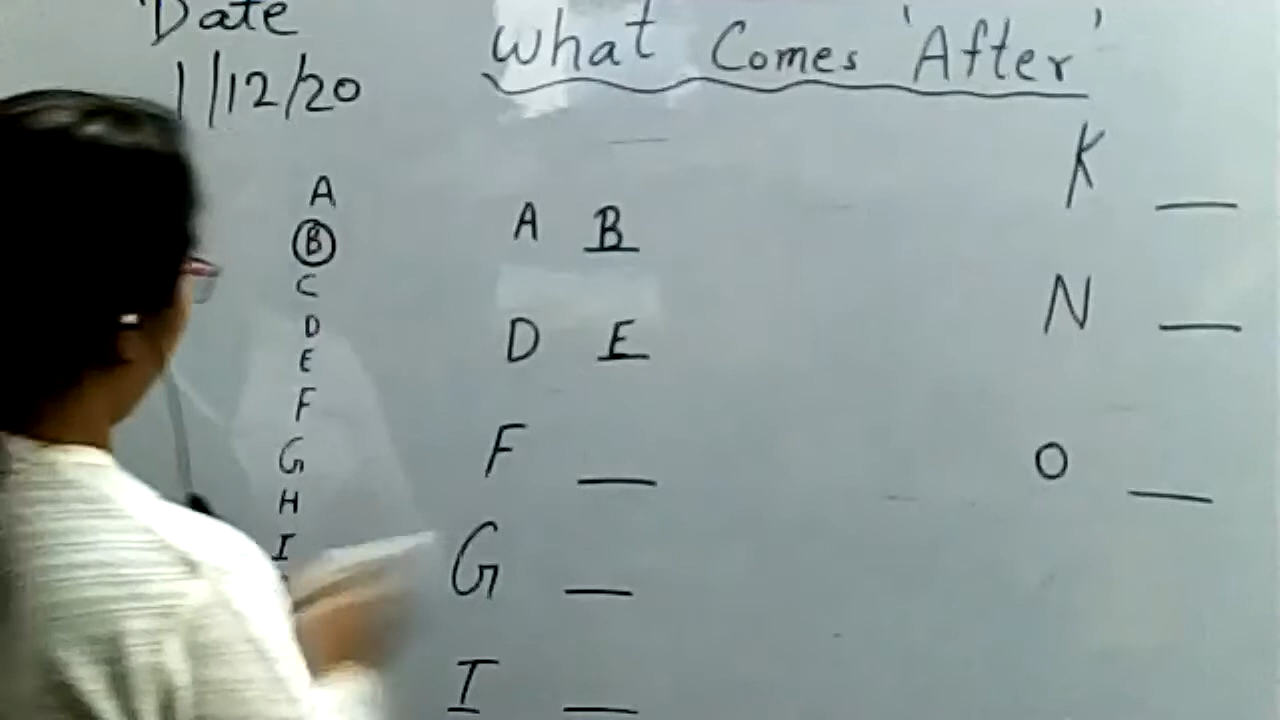 Date
1/12/20
What Comes 'After'
A
B
C
D
E
F
G
H
I
A B
D E
F __
G __
I __
K __
N __
O __